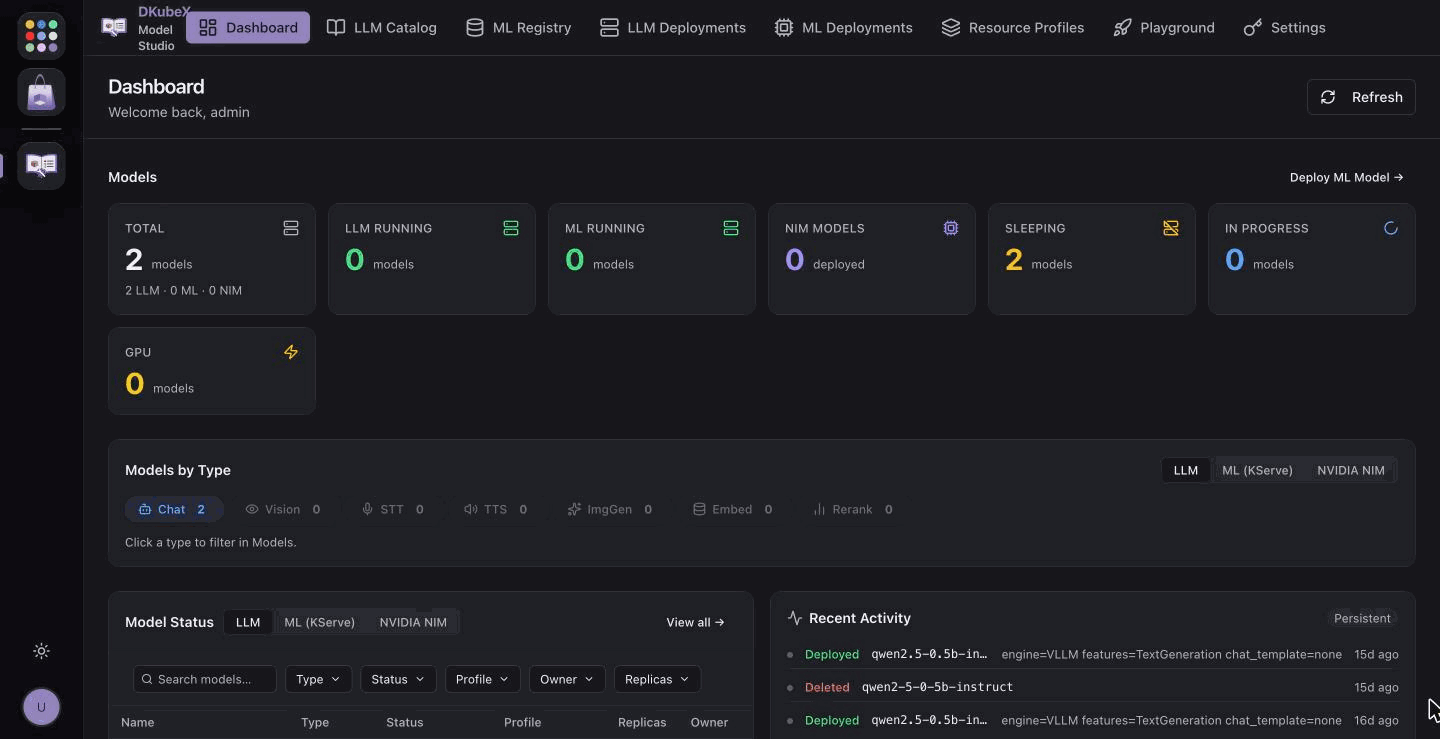 DKubeX
Model
Studio
Dashboard
LLM Catalog
ML Registry
LLM Deployments
ML Deployments
Resource Profiles
Playground
Settings
Dashboard
Welcome back, admin
Refresh
Models
Deploy ML Model →
TOTAL
2 models
2 LLM · 0 ML · 0 NIM
LLM RUNNING
0 models
ML RUNNING
0 models
NIM MODELS
0 deployed
SLEEPING
2 models
IN PROGRESS
0 models
GPU
0 models
Models by Type
LLM ML (KServe) NVIDIA NIM
Chat 2 Vision 0 STT 0 TTS 0 ImgGen 0 Embed 0 Rerank 0
Click a type to filter in Models.
Model Status LLM ML (KServe) NVIDIA NIM View all →
Search models...
Type Status Profile Owner Replicas
Name Type Status Profile Replicas Owner
Recent Activity Persistent
Deployed qwen2.5-0.5b-in… engine=VLLM features=TextGeneration chat_template=none 15d ago
Deleted qwen2-5-0-5b-instruct 15d ago
Deployed qwen2.5-0.5b-in… engine=VLLM features=TextGeneration chat_template=none 16d ago
U